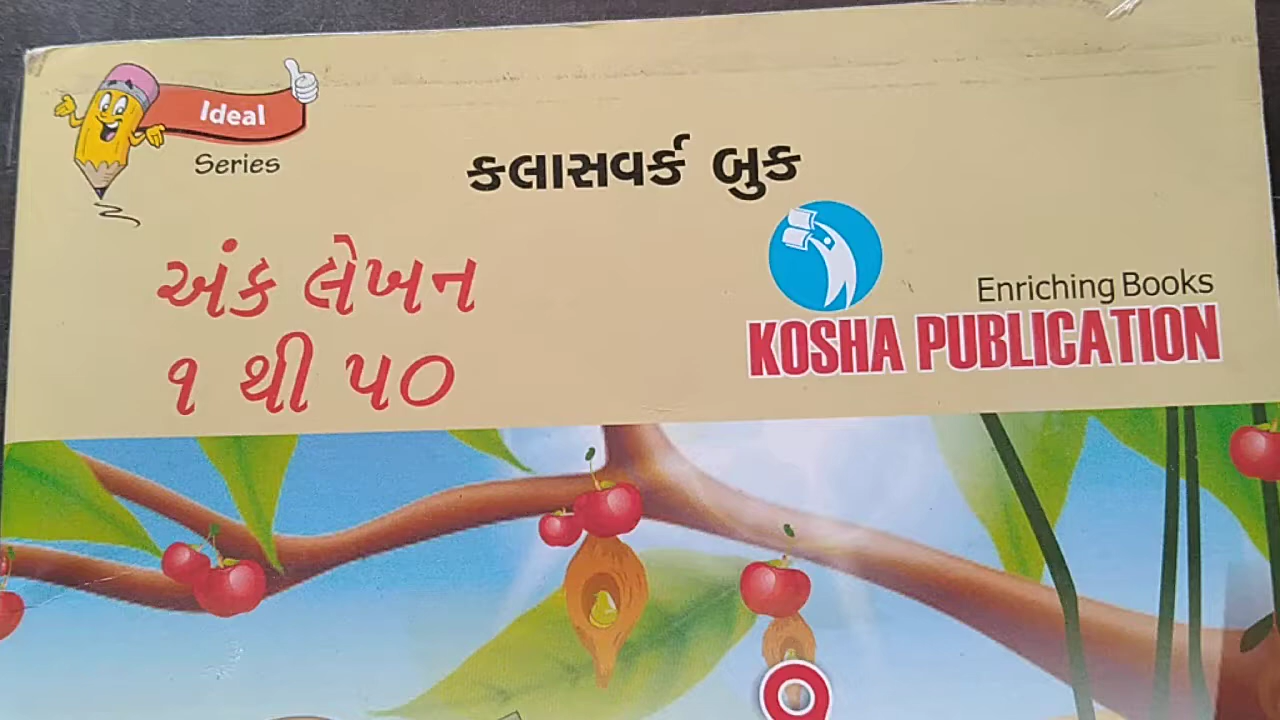 Ideal
Series
કલાસવર્ક બુક
અંક લેખન
૧ થી ૫૦
Enriching Books
KOSHA PUBLICATION